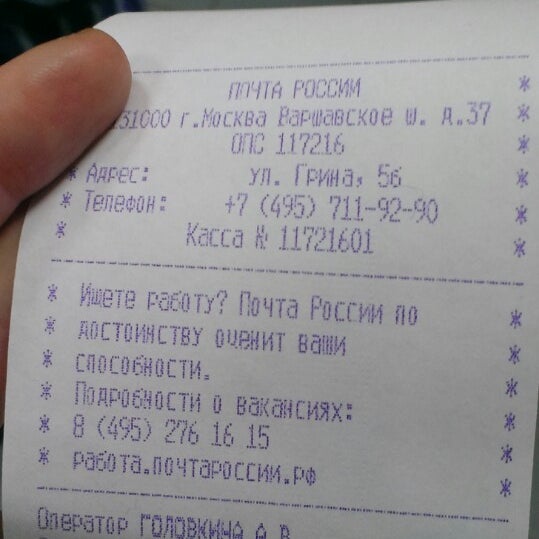 ПОЧТА РОССИИ
131000 г.Москва Варшавское ш. д.37
ОПС 117216
* Адрес: ул. Грина, 5б *
* Телефон: +7 (495) 711-92-90 *
* Касса № 11721601 *
* Ищете работу? Почта России по *
* достоинству оценит ваши *
* способности. *
* Подробности о вакансиях: *
* 8 (495) 276 16 15 *
* работа.почтароссии.рф *
Оператор ГОЛОВКИНА А.В.